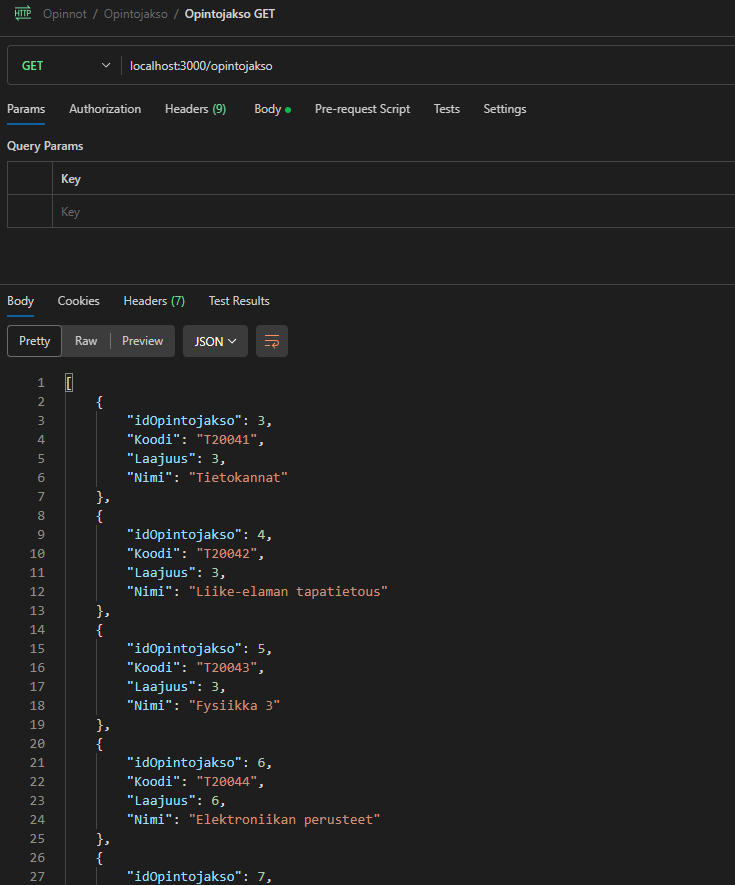 HTTP Opinnot / Opintojakso / Opintojakso GET
GET localhost:3000/opintojakso
Params Authorization Headers (9) Body Pre-request Script Tests Settings
Query Params
Key
Key
Body Cookies Headers (7) Test Results
Pretty Raw Preview JSON
1 [
2 {
3 "idOpintojakso": 3,
4 "Koodi": "T20041",
5 "Laajuus": 3,
6 "Nimi": "Tietokannat"
7 },
8 {
9 "idOpintojakso": 4,
10 "Koodi": "T20042",
11 "Laajuus": 3,
12 "Nimi": "Liike-elaman tapatietous"
13 },
14 {
15 "idOpintojakso": 5,
16 "Koodi": "T20043",
17 "Laajuus": 3,
18 "Nimi": "Fysiikka 3"
19 },
20 {
21 "idOpintojakso": 6,
22 "Koodi": "T20044",
23 "Laajuus": 6,
24 "Nimi": "Elektroniikan perusteet"
25 },
26 {
27 "idOpintojakso": 7,